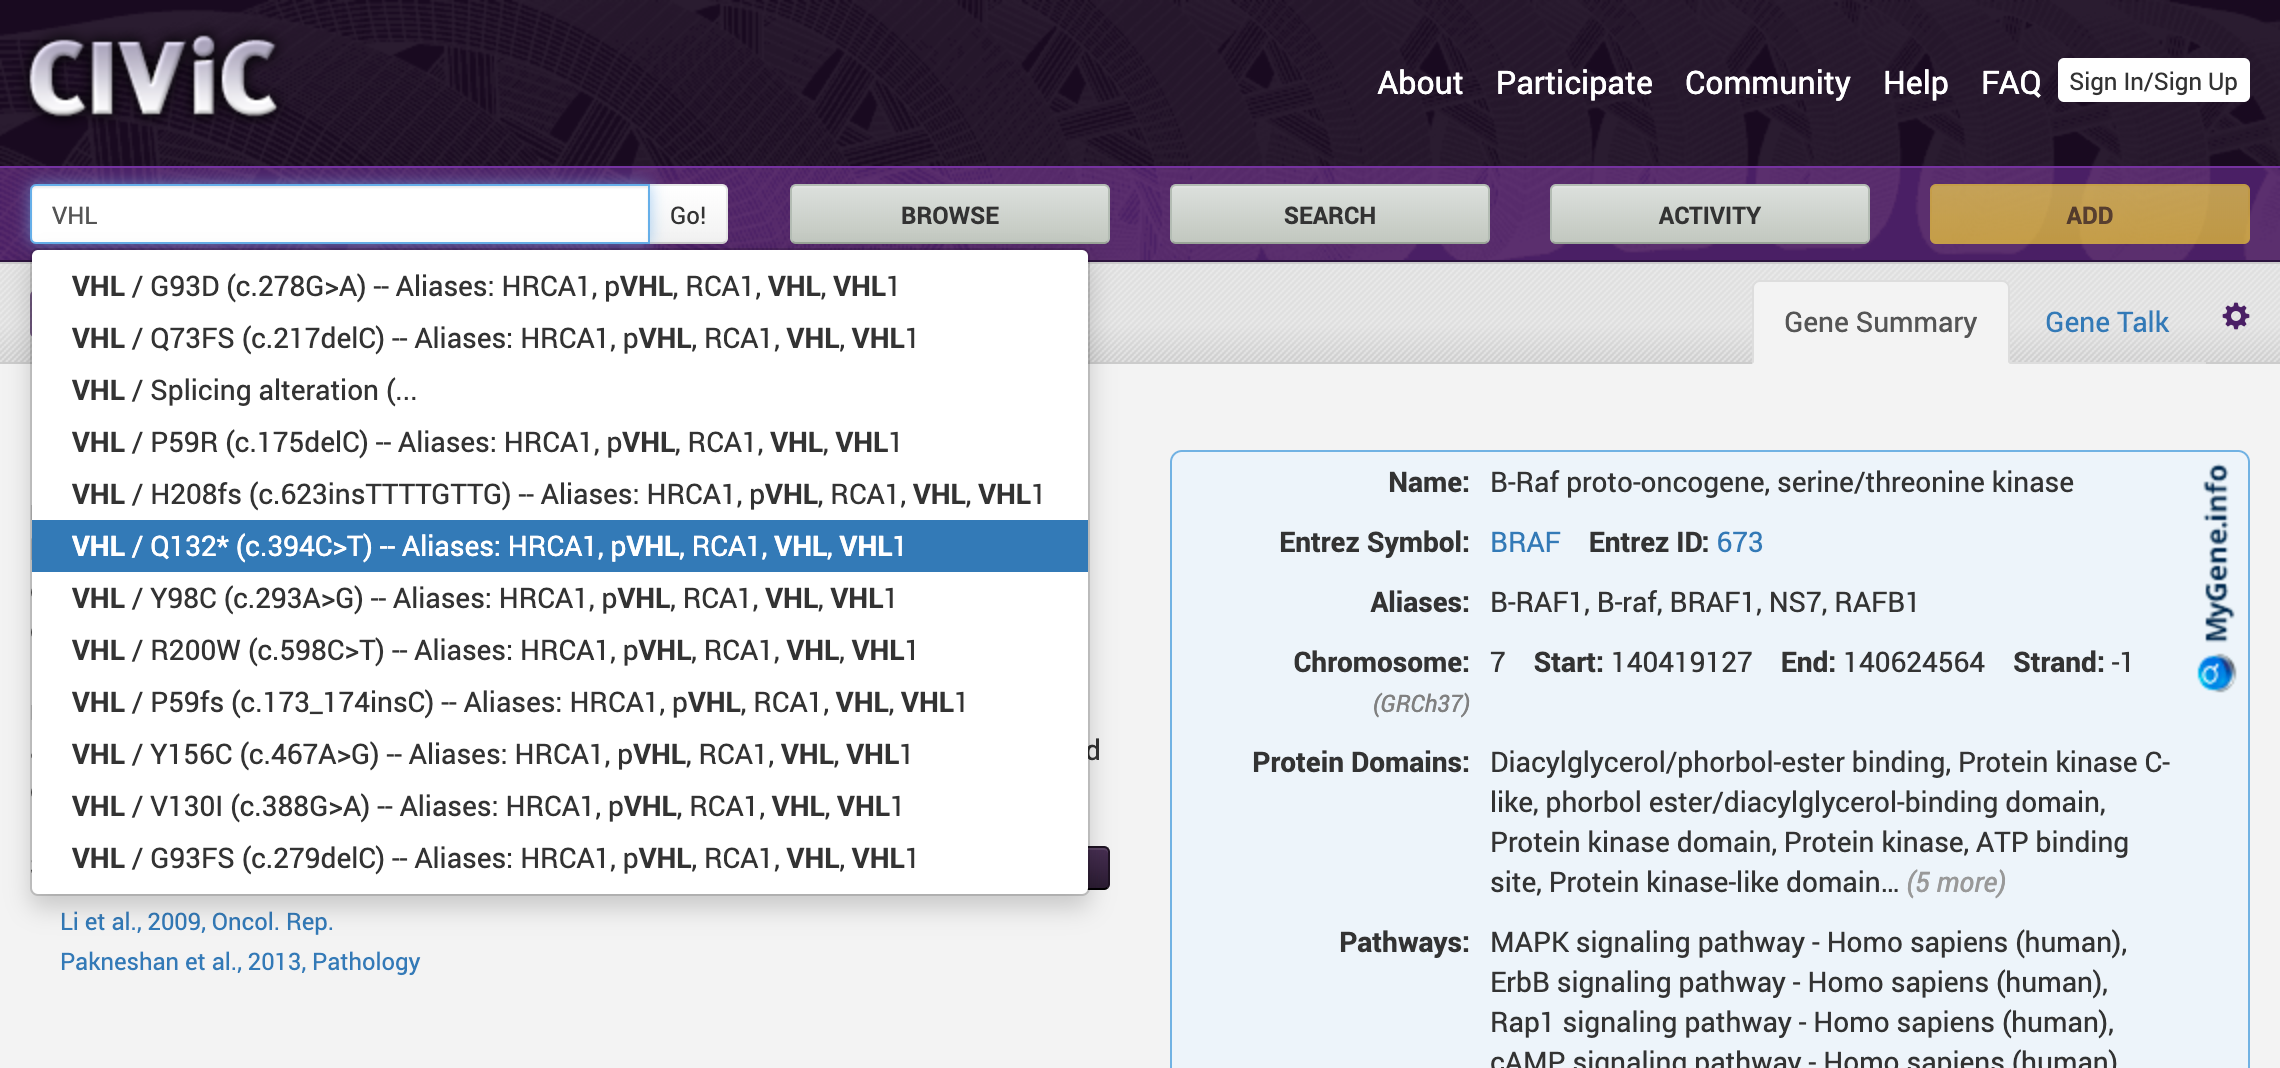 CIViC
About Participate Community Help FAQ Sign In/Sign Up
VHL Go! BROWSE SEARCH ACTIVITY ADD
VHL / G93D (c.278G>A) -- Aliases: HRCA1, pVHL, RCA1, VHL, VHL1
VHL / Q73FS (c.217delC) -- Aliases: HRCA1, pVHL, RCA1, VHL, VHL1
VHL / Splicing alteration (...
VHL / P59R (c.175delC) -- Aliases: HRCA1, pVHL, RCA1, VHL, VHL1
VHL / H208fs (c.623insTTTTGTTG) -- Aliases: HRCA1, pVHL, RCA1, VHL, VHL1
VHL / Q132* (c.394C>T) -- Aliases: HRCA1, pVHL, RCA1, VHL, VHL1
VHL / Y98C (c.293A>G) -- Aliases: HRCA1, pVHL, RCA1, VHL, VHL1
VHL / R200W (c.598C>T) -- Aliases: HRCA1, pVHL, RCA1, VHL, VHL1
VHL / P59fs (c.173_174insC) -- Aliases: HRCA1, pVHL, RCA1, VHL, VHL1
VHL / Y156C (c.467A>G) -- Aliases: HRCA1, pVHL, RCA1, VHL, VHL1
VHL / V130I (c.388G>A) -- Aliases: HRCA1, pVHL, RCA1, VHL, VHL1
VHL / G93FS (c.279delC) -- Aliases: HRCA1, pVHL, RCA1, VHL, VHL1
d
Li et al., 2009, Oncol. Rep.
Pakneshan et al., 2013, Pathology
Gene Summary Gene Talk
Name: B-Raf proto-oncogene, serine/threonine kinase
Entrez Symbol: BRAF Entrez ID: 673
Aliases: B-RAF1, B-raf, BRAF1, NS7, RAFB1
Chromosome: 7 Start: 140419127 End: 140624564 Strand: -1
(GRCh37)
Protein Domains: Diacylglycerol/phorbol-ester binding, Protein kinase C-
like, phorbol ester/diacylglycerol-binding domain,
Protein kinase domain, Protein kinase, ATP binding
site, Protein kinase-like domain... (5 more)
Pathways: MAPK signaling pathway - Homo sapiens (human),
ErbB signaling pathway - Homo sapiens (human),
Rap1 signaling pathway - Homo sapiens (human),
cAMP signaling pathway - Homo sapiens (human)
MyGene.info